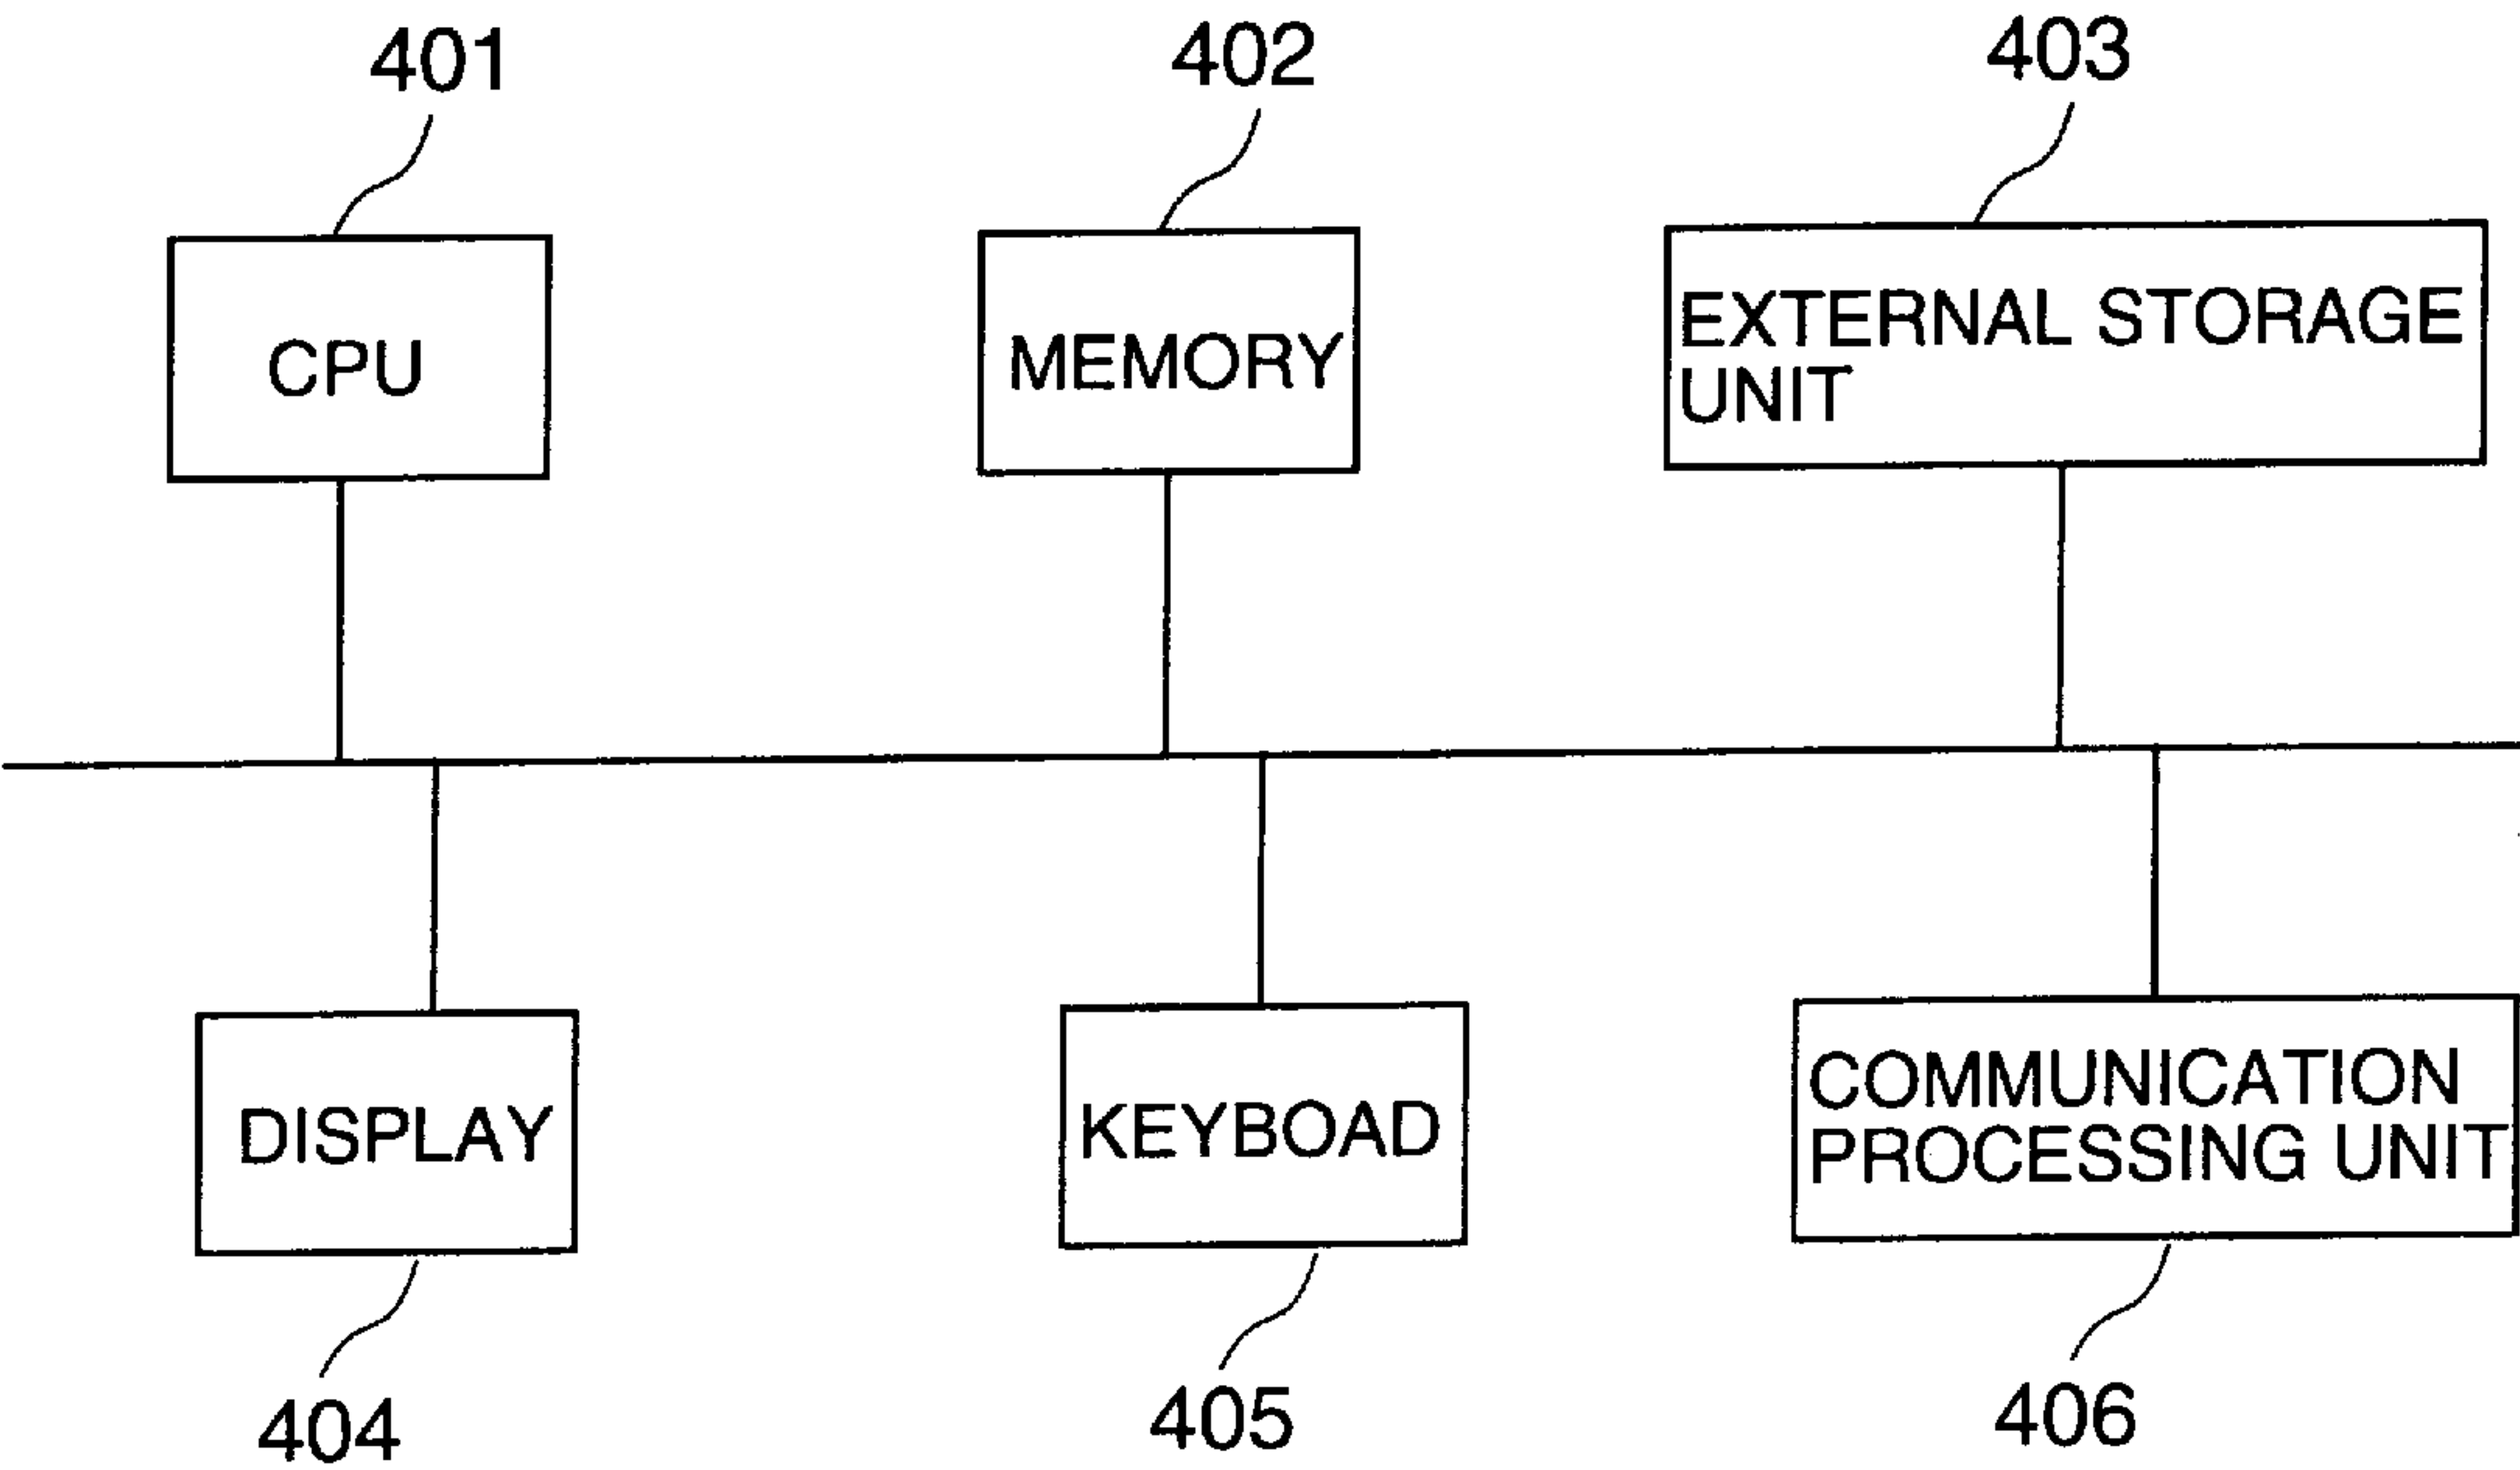 401
402
403
CPU
MEMORY
EXTERNAL STORAGE
UNIT
DISPLAY
KEYBOAD
COMMUNICATION
PROCESSING UNIT
404
405
406